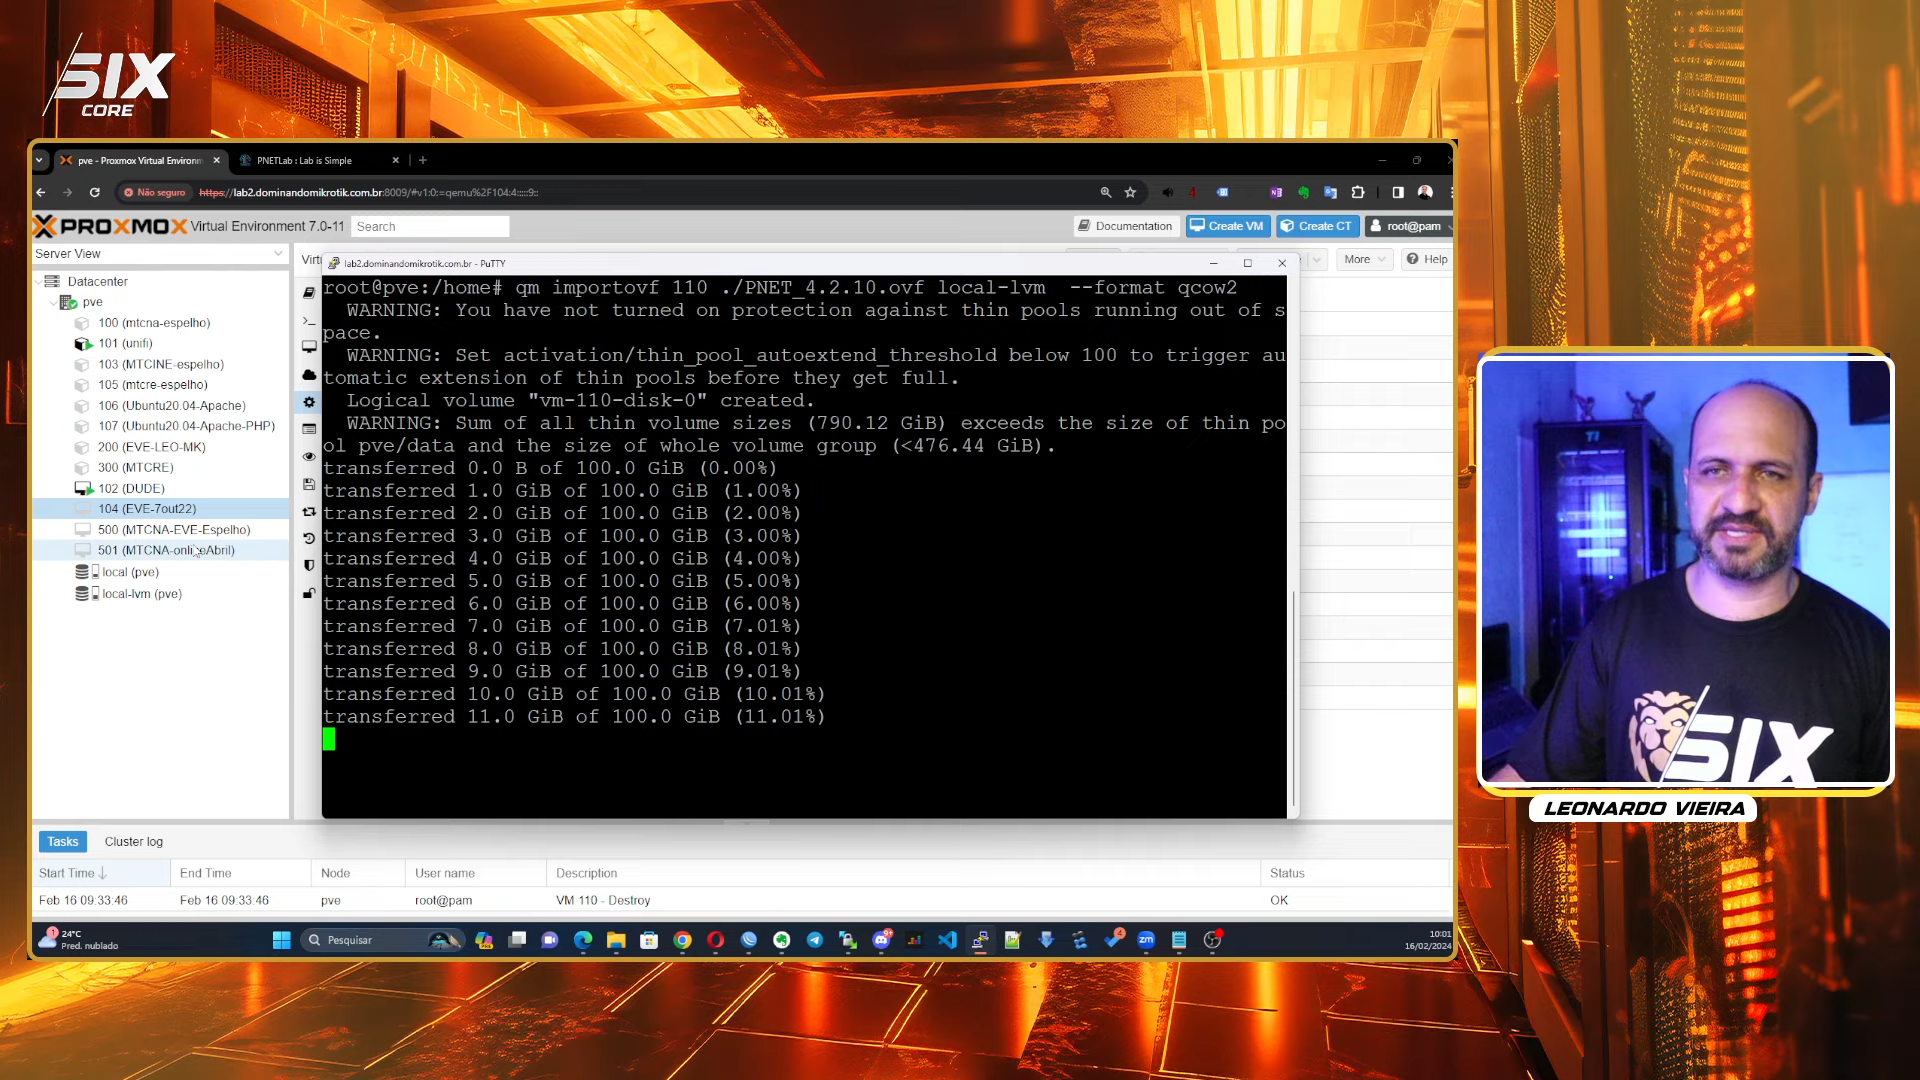 SIX
CORE
pve - Proxmox Virtual Environm
PNETLab : Lab is Simple
Não seguro
https://lab2.dominandomikrotik.com.br:8009/#v1:0:=qemu%2F104:4:::::9::
PROXMOX Virtual Environment 7.0-11
Search
Documentation
Create VM
Create CT
root@pam
Server View
Virtu
More
Help
Datacenter
pve
100 (mtcna-espelho)
101 (unifi)
103 (MTCINE-espelho)
105 (mtcre-espelho)
106 (Ubuntu20.04-Apache)
107 (Ubuntu20.04-Apache-PHP)
200 (EVE-LEO-MK)
300 (MTCRE)
102 (DUDE)
104 (EVE-7out22)
500 (MTCNA-EVE-Espelho)
501 (MTCNA-onlineAbril)
local (pve)
local-lvm (pve)
lab2.dominandomikrotik.com.br - PuTTY
root@pve:/home# qm importovf 110 ./PNET_4.2.10.ovf local-lvm  --format qcow2
WARNING: You have not turned on protection against thin pools running out of s
pace.
WARNING: Set activation/thin_pool_autoextend_threshold below 100 to trigger au
tomatic extension of thin pools before they get full.
Logical volume "vm-110-disk-0" created.
WARNING: Sum of all thin volume sizes (790.12 GiB) exceeds the size of thin po
ol pve/data and the size of whole volume group (<476.44 GiB).
transferred 0.0 B of 100.0 GiB (0.00%)
transferred 1.0 GiB of 100.0 GiB (1.00%)
transferred 2.0 GiB of 100.0 GiB (2.00%)
transferred 3.0 GiB of 100.0 GiB (3.00%)
transferred 4.0 GiB of 100.0 GiB (4.00%)
transferred 5.0 GiB of 100.0 GiB (5.00%)
transferred 6.0 GiB of 100.0 GiB (6.00%)
transferred 7.0 GiB of 100.0 GiB (7.01%)
transferred 8.0 GiB of 100.0 GiB (8.01%)
transferred 9.0 GiB of 100.0 GiB (9.01%)
transferred 10.0 GiB of 100.0 GiB (10.01%)
transferred 11.0 GiB of 100.0 GiB (11.01%)
SIX
LEONARDO VIEIRA
Tasks
Cluster log
Start Time
End Time
Node
User name
Description
Status
Feb 16 09:33:46
Feb 16 09:33:46
pve
root@pam
VM 110 - Destroy
OK
24°C
Pred. nublado
Pesquisar
10:01
16/02/2024